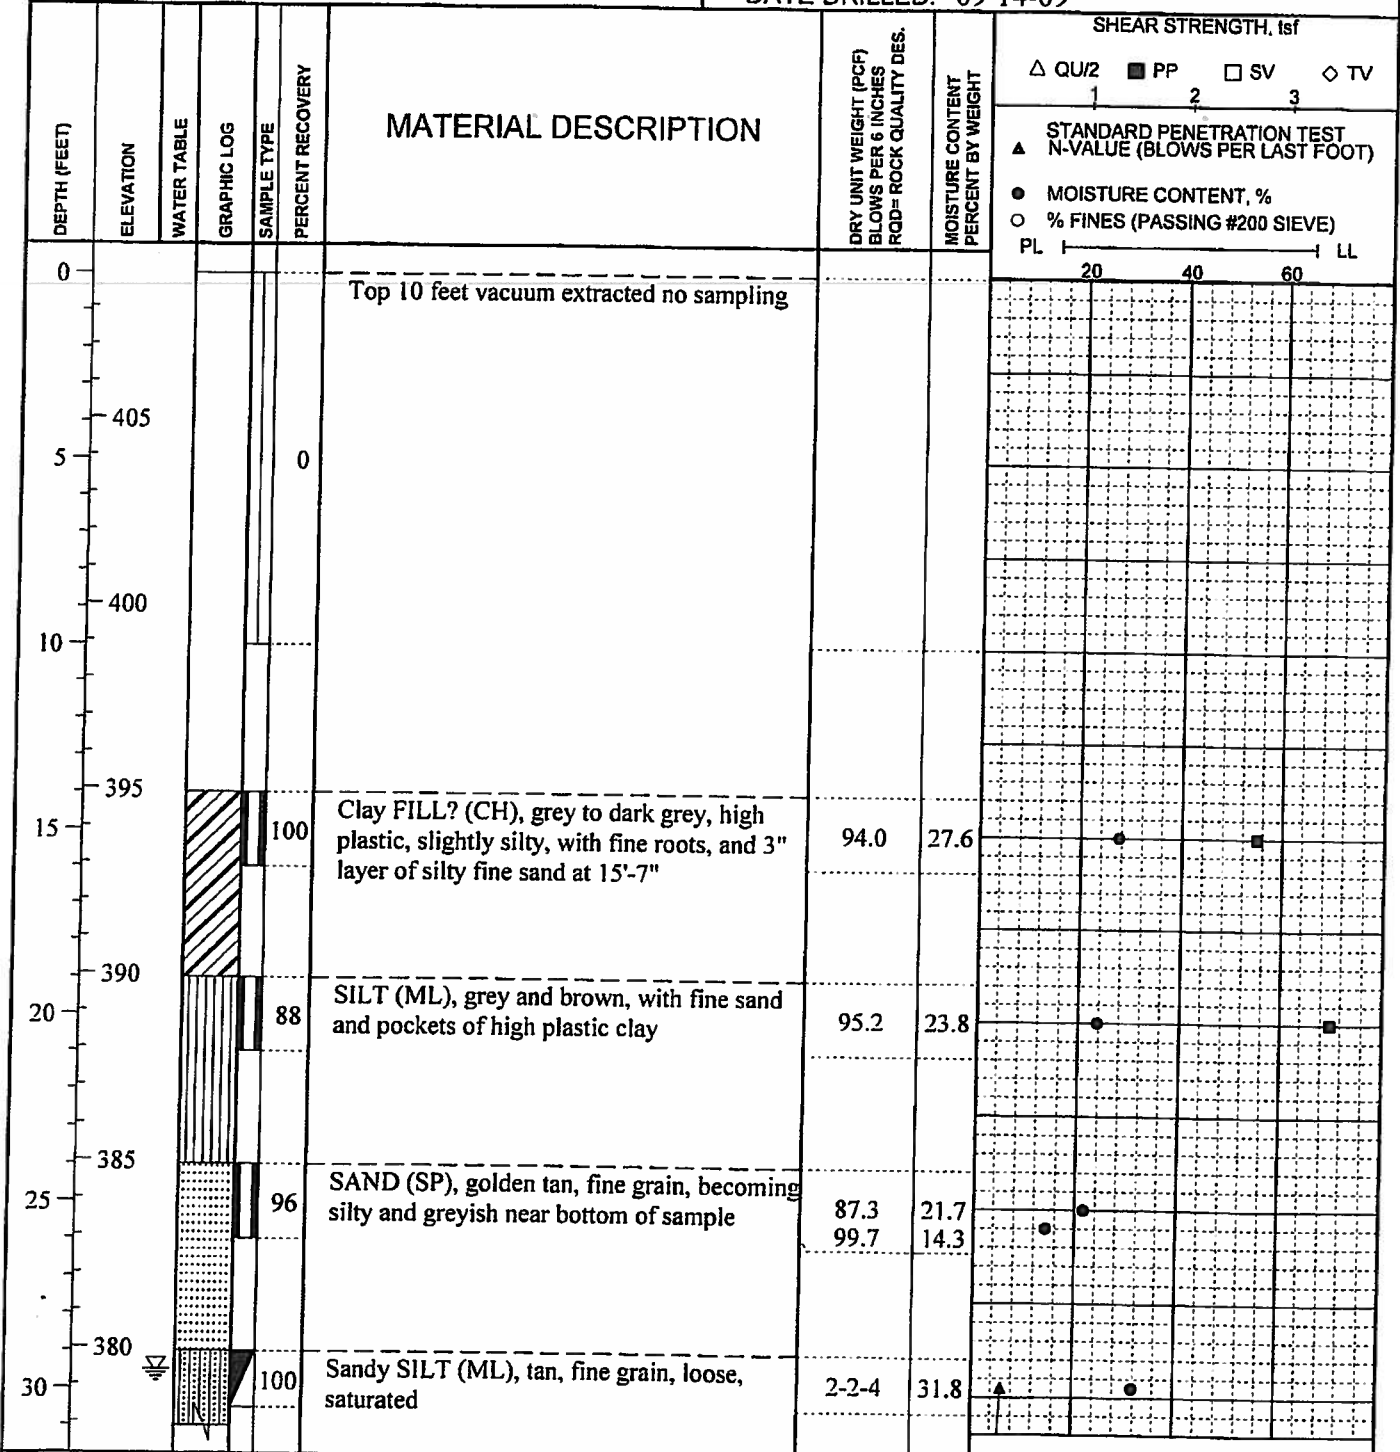 DATE DRILLED: 09-14-09
DEPTH (FEET)
ELEVATION
WATER TABLE
GRAPHIC LOG
SAMPLE TYPE
PERCENT RECOVERY
MATERIAL DESCRIPTION
DRY UNIT WEIGHT (PCF)
BLOWS PER 6 INCHES
RQD= ROCK QUALITY DES.
MOISTURE CONTENT
PERCENT BY WEIGHT
SHEAR STRENGTH, tsf
△ QU/2 ■ PP □ SV ◇ TV
1 2 3
STANDARD PENETRATION TEST
▲ N-VALUE (BLOWS PER LAST FOOT)
● MOISTURE CONTENT, %
○ % FINES (PASSING #200 SIEVE)
PL LL
20 40 60
0
Top 10 feet vacuum extracted no sampling
405
5
0
400
10
395
Clay FILL? (CH), grey to dark grey, high
15 100 plastic, slightly silty, with fine roots, and 3" 94.0 27.6
layer of silty fine sand at 15'-7"
390
SILT (ML), grey and brown, with fine sand
20 88 and pockets of high plastic clay 95.2 23.8
385
SAND (SP), golden tan, fine grain, becoming
25 96 silty and greyish near bottom of sample 87.3 21.7
99.7 14.3
380
Sandy SILT (ML), tan, fine grain, loose,
30 100 saturated 2-2-4 31.8